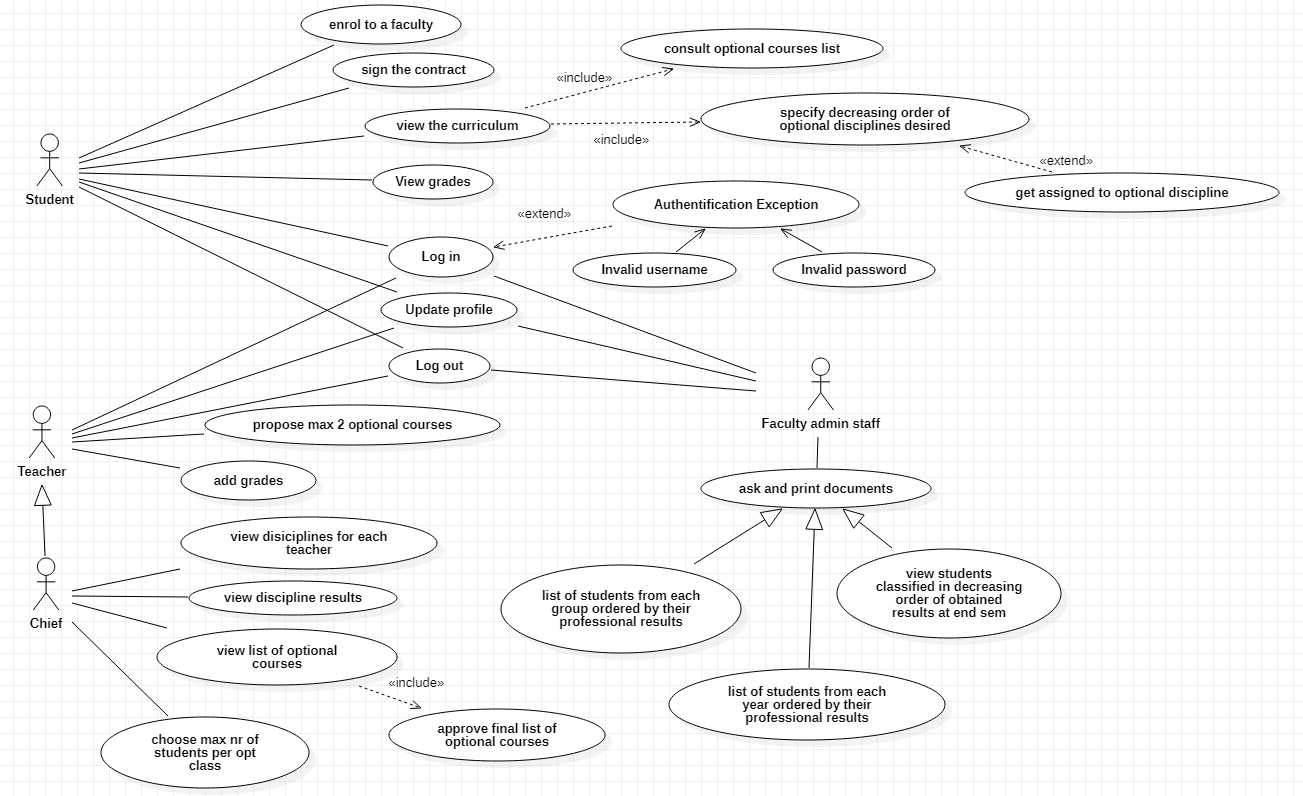 enrol to a faculty
consult optional courses list
sign the contract
«include»
specify decreasing order of
optional disciplines desired
view the curriculum
«include»
«extend»
Student
View grades
get assigned to optional discipline
Authentification Exception
«extend»
Log in
Invalid username
Invalid password
Update profile
Log out
Faculty admin staff
Teacher
propose max 2 optional courses
add grades
ask and print documents
view disiciplines for each
teacher
view discipline results
Chief
list of students from each
group ordered by their
professional results
view students
classified in decreasing
order of obtained
results at end sem
view list of optional
courses
«include»
list of students from each
year ordered by their
professional results
approve final list of
optional courses
choose max nr of
students per opt
class